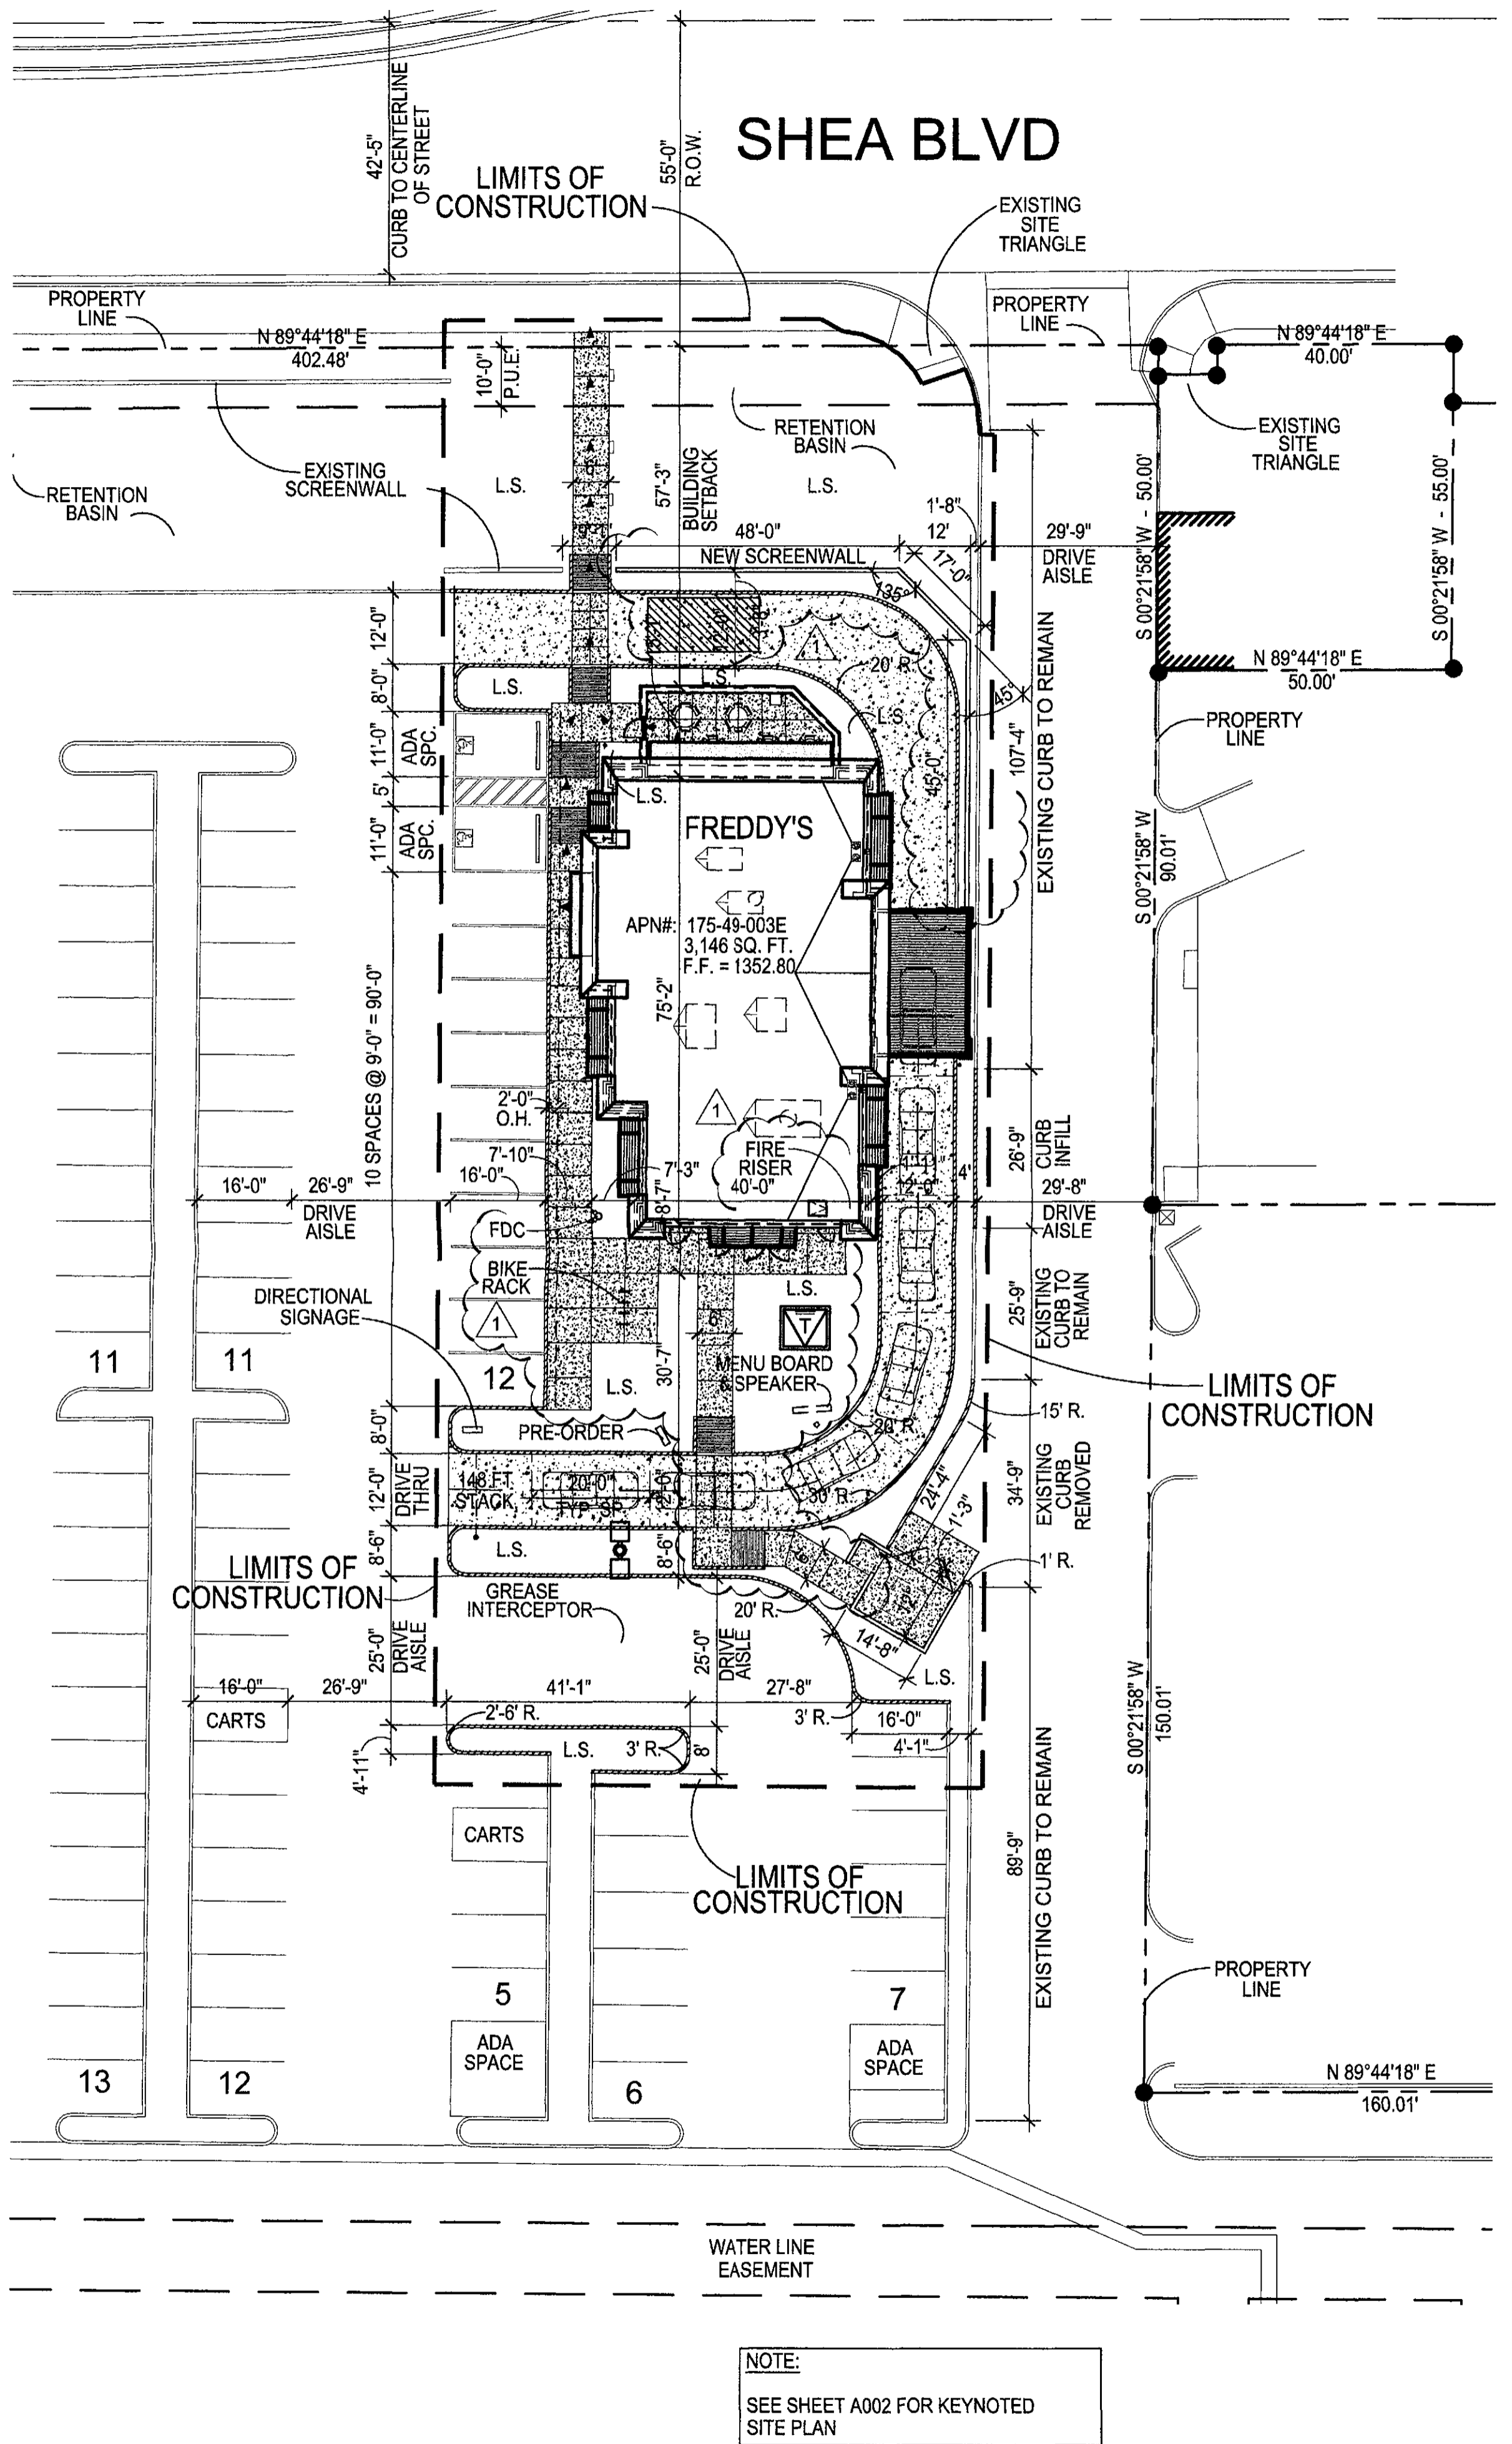 SHEA BLVD
42'-5"
CURB TO CENTERLINE
OF STREET
55'-0"
R.O.W.
LIMITS OF
CONSTRUCTION
EXISTING
SITE
TRIANGLE
PROPERTY
LINE
N 89°44'18" E
402.48'
10'-0"
P.U.E.
PROPERTY
LINE
N 89°44'18" E
40.00'
EXISTING
SITE
TRIANGLE
RETENTION
BASIN
EXISTING
SCREENWALL
RETENTION
BASIN
L.S.
L.S.
6'
57'-3"
BUILDING
SETBACK
S 00°21'58" W - 50.00'
S 00°21'58" W - 55.00'
1'-8"
48'-0"
12'
29'-9"
DRIVE
AISLE
NEW SCREENWALL
17'-0"
135°
12'-0"
8'-0"
11'-0"
ADA
SPC.
5'
11'-0"
ADA
SPC.
L.S.
L.S.
1
20' R.
L.S.
45°
45'-0"
107'-4"
EXISTING CURB TO REMAIN
N 89°44'18" E
50.00'
PROPERTY
LINE
S 00°21'58" W
90.01'
L.S.
FREDDY'S
APN#: 175-49-003E
3,146 SQ. FT.
F.F. = 1352.80
75'-2"
10 SPACES @ 9'-0" = 90'-0"
2'-0"
O.H.
1
FIRE
RISER
7'-10"
7'-3"
16'-0"
26'-9"
DRIVE
AISLE
16'-0"
8'-7"
40'-0"
12'-0"
4'
26'-9"
CURB
INFILL
29'-8"
DRIVE
AISLE
FDC
BIKE
RACK
DIRECTIONAL
SIGNAGE
1
L.S.
T
6'
MENU BOARD
& SPEAKER
25'-9"
EXISTING
CURB TO
REMAIN
LIMITS OF
CONSTRUCTION
11
11
12
L.S.
30'-7"
20' R.
15' R.
8'-0"
PRE-ORDER
12'-0"
DRIVE
THRU
148 FT.
STACK
20'-0"
TYP. SP.
12'-0"
30' R.
24'-4"
1'-3"
34'-9"
EXISTING
CURB
REMOVED
8'-6"
L.S.
8'-6"
6'
12'
1' R.
LIMITS OF
CONSTRUCTION
GREASE
INTERCEPTOR
20' R.
14'-8"
L.S.
25'-0"
DRIVE
AISLE
25'-0"
DRIVE
AISLE
16'-0"
26'-9"
41'-1"
27'-8"
CARTS
2'-6" R.
3' R.
16'-0"
4'-1"
4'-11"
L.S.
3' R.
8'
S 00°21'58" W
150.01'
CARTS
LIMITS OF
CONSTRUCTION
89'-9"
EXISTING CURB TO REMAIN
5
7
PROPERTY
LINE
ADA
SPACE
ADA
SPACE
13
12
6
N 89°44'18" E
160.01'
WATER LINE
EASEMENT
NOTE:
SEE SHEET A002 FOR KEYNOTED
SITE PLAN